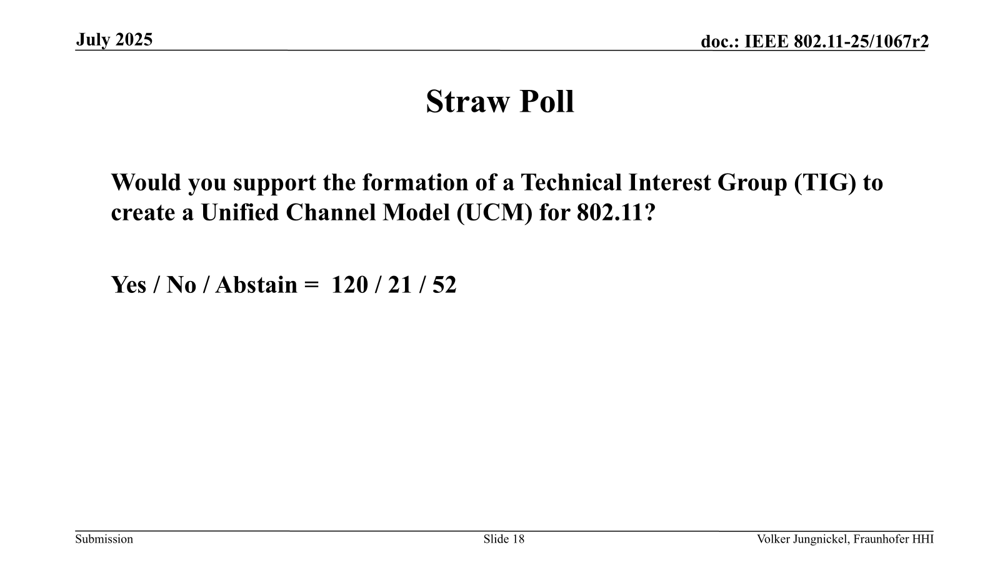 July 2025
doc.: IEEE 802.11-25/1067r2
Straw Poll
Would you support the formation of a Technical Interest Group (TIG) to
create a Unified Channel Model (UCM) for 802.11?
Yes / No / Abstain =  120 / 21 / 52
Submission
Slide 18
Volker Jungnickel, Fraunhofer HHI